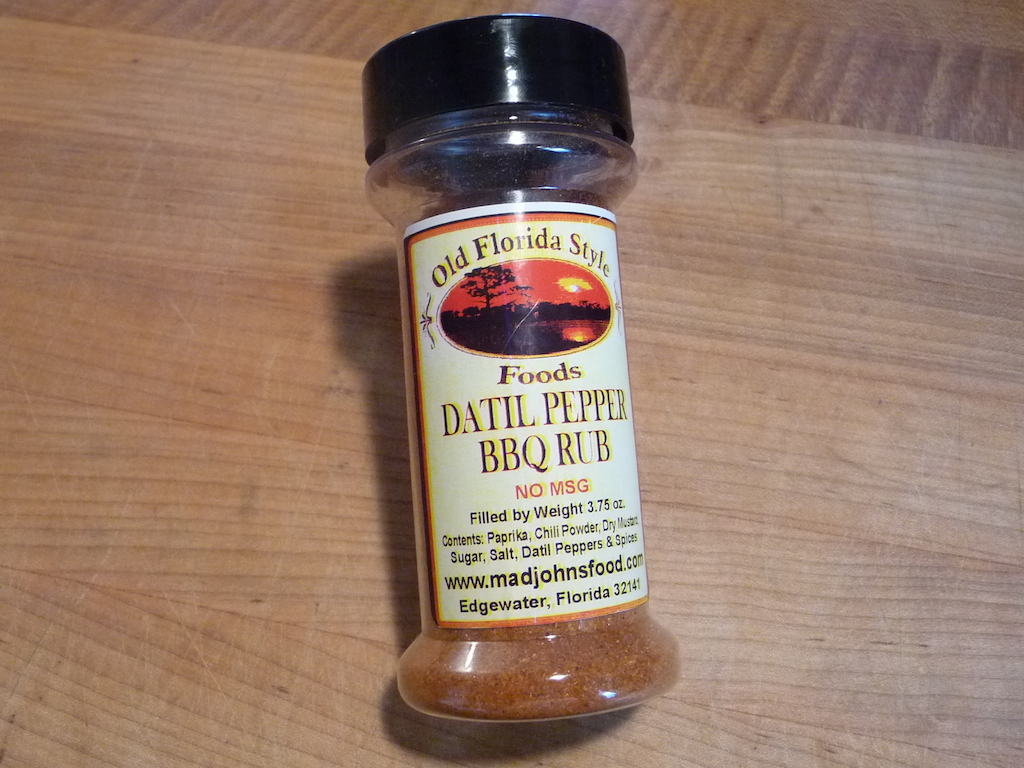 Old Florida Style
Foods
DATIL PEPPER
BBQ RUB
NO MSG
Filled by Weight 3.75 oz.
Contents: Paprika, Chili Powder, Dry Mustard,
Sugar, Salt, Datil Peppers & Spices
www.madjohnsfood.com
Edgewater, Florida 32141